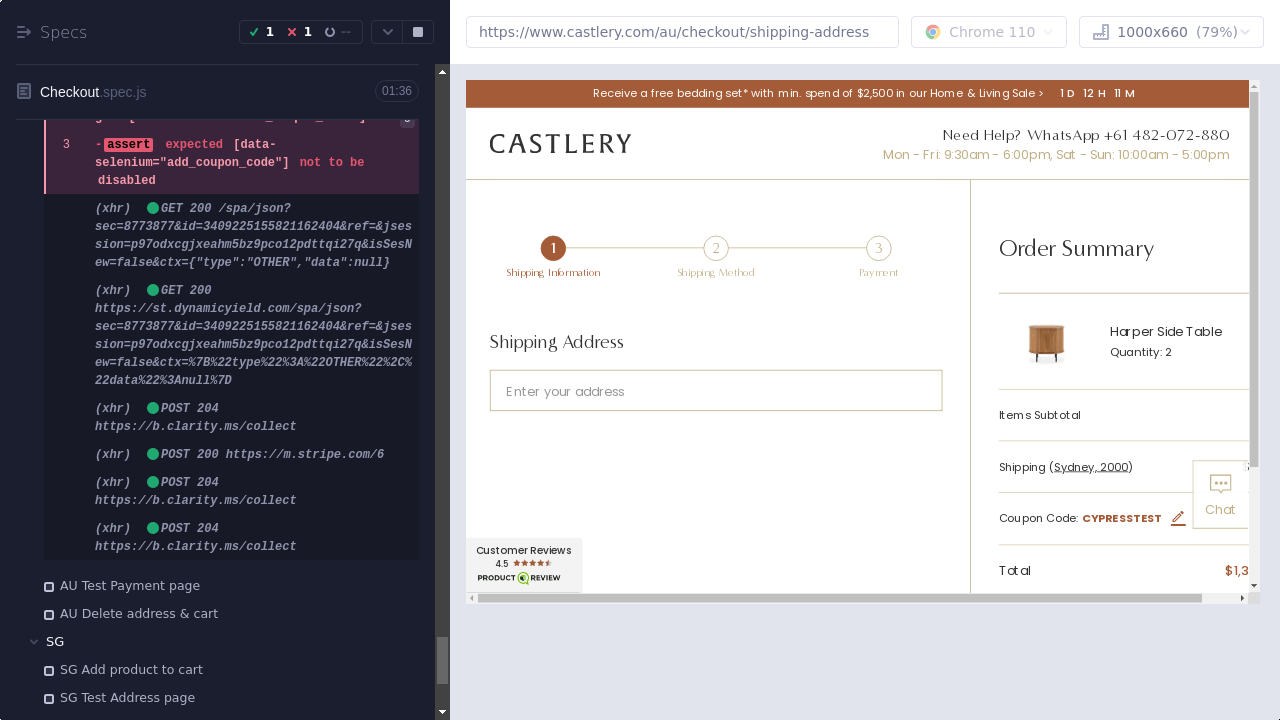 Specs
1 1 --
Checkout.spec.js 01:36
3 -assert expected [data-
selenium="add_coupon_code"] not to be
disabled
(xhr) GET 200 /spa/json?
sec=8773877&id=3409225155821162404&ref=&jses
sion=p97odxcgjxeahm5bz9pco12pdttqi27q&isSesN
ew=false&ctx={"type":"OTHER","data":null}
(xhr) GET 200
https://st.dynamicyield.com/spa/json?
sec=8773877&id=3409225155821162404&ref=&jses
sion=p97odxcgjxeahm5bz9pco12pdttqi27q&isSesN
ew=false&ctx=%7B%22type%22%3A%22OTHER%22%2C%
22data%22%3Anull%7D
(xhr) POST 204
https://b.clarity.ms/collect
(xhr) POST 200 https://m.stripe.com/6
(xhr) POST 204
https://b.clarity.ms/collect
(xhr) POST 204
https://b.clarity.ms/collect
AU Test Payment page
AU Delete address & cart
SG
SG Add product to cart
SG Test Address page
https://www.castlery.com/au/checkout/shipping-address
Chrome 110
1000x660 (79%)
Receive a free bedding set* with min. spend of $2,500 in our Home & Living Sale > 1 D 12 H 11 M
CASTLERY
Need Help? WhatsApp +61 482-072-880
Mon - Fri: 9:30am - 6:00pm, Sat - Sun: 10:00am - 5:00pm
1 2 3
Shipping Information Shipping Method Payment
Shipping Address
Enter your address
Order Summary
Harper Side Table
Quantity: 2
Items Subtotal
Shipping (Sydney, 2000)
Coupon Code: CYPRESSTEST
Chat
Total $1,3
Customer Reviews
4.5
PRODUCT REVIEW